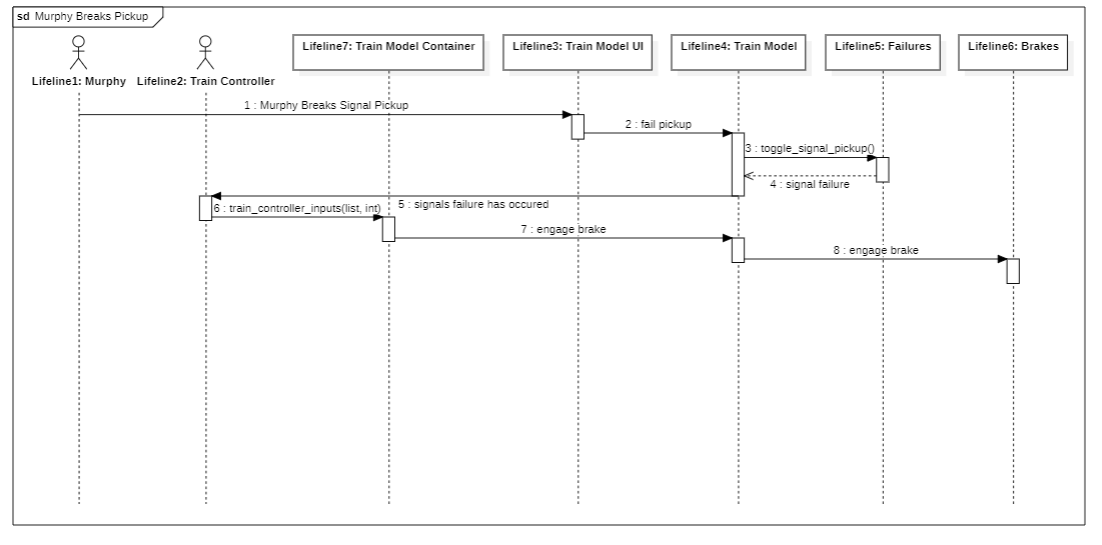 sd Murphy Breaks Pickup
Lifeline7: Train Model Container
Lifeline3: Train Model UI
Lifeline4: Train Model
Lifeline5: Failures
Lifeline6: Brakes
Lifeline1: Murphy
Lifeline2: Train Controller
1 : Murphy Breaks Signal Pickup
2 : fail pickup
3 : toggle_signal_pickup()
4 : signal failure
5 : signals failure has occured
6 : train_controller_inputs(list, int)
7 : engage brake
8 : engage brake